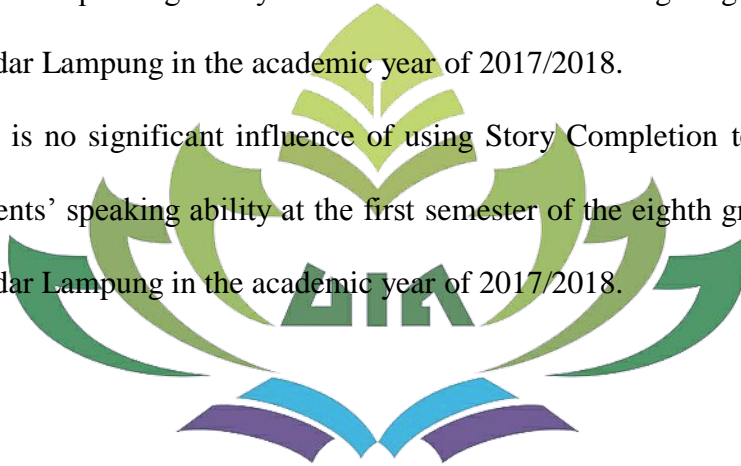 dar Lampung in the academic year of 2017/2018.
is no significant influence of using Story Completion
ents' speaking ability at the first semester of the eighth
dar Lampung in the academic year of 2017/2018.